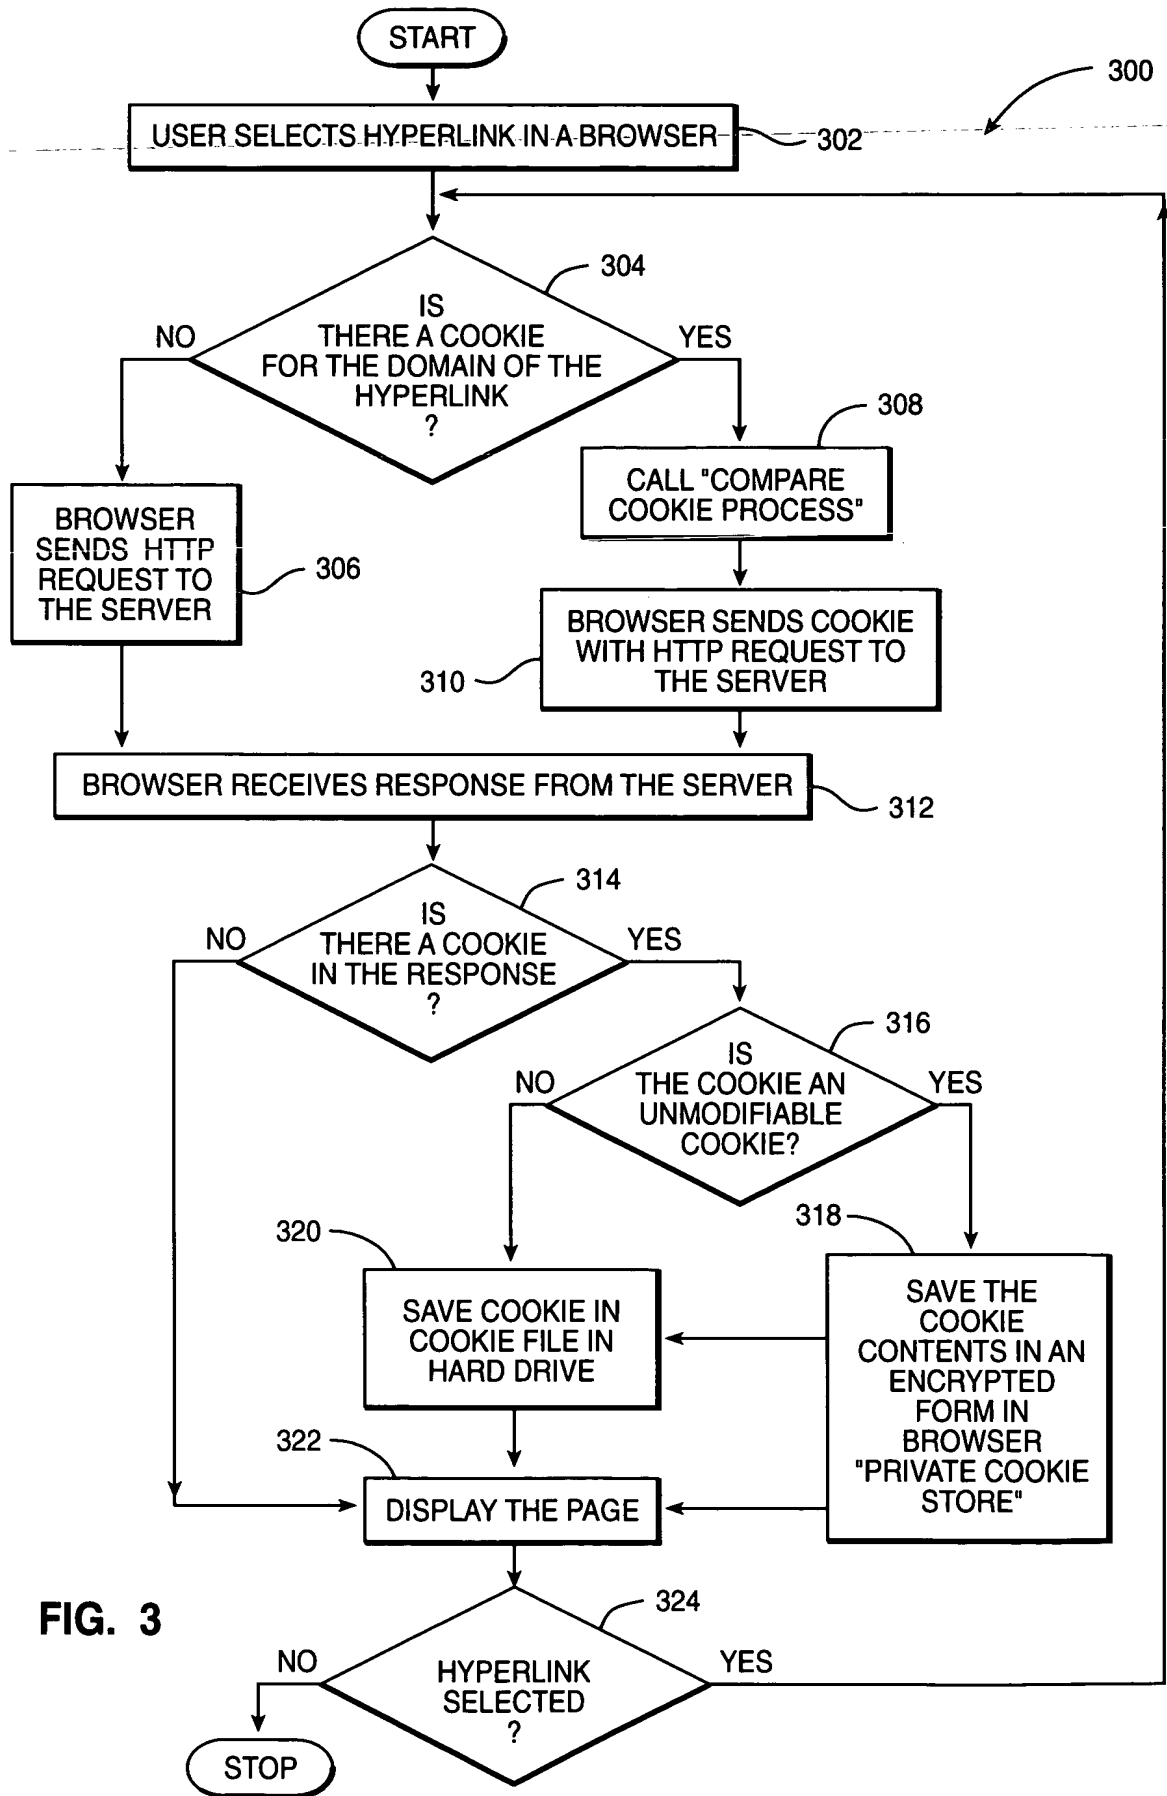 START
300
USER SELECTS HYPERLINK IN A BROWSER
302
304
IS
THERE A COOKIE
FOR THE DOMAIN OF THE
HYPERLINK
?
NO
YES
308
CALL "COMPARE
COOKIE PROCESS"
BROWSER
SENDS HTTP
REQUEST TO
THE SERVER
306
BROWSER SENDS COOKIE
WITH HTTP REQUEST TO
THE SERVER
310
BROWSER RECEIVES RESPONSE FROM THE SERVER
312
314
IS
THERE A COOKIE
IN THE RESPONSE
?
NO
YES
316
IS
THE COOKIE AN
UNMODIFIABLE
COOKIE?
NO
YES
318
320
SAVE COOKIE IN
COOKIE FILE IN
HARD DRIVE
SAVE THE
COOKIE
CONTENTS IN AN
ENCRYPTED
FORM IN
BROWSER
"PRIVATE COOKIE
STORE"
322
DISPLAY THE PAGE
FIG. 3
324
HYPERLINK
SELECTED
?
NO
YES
STOP